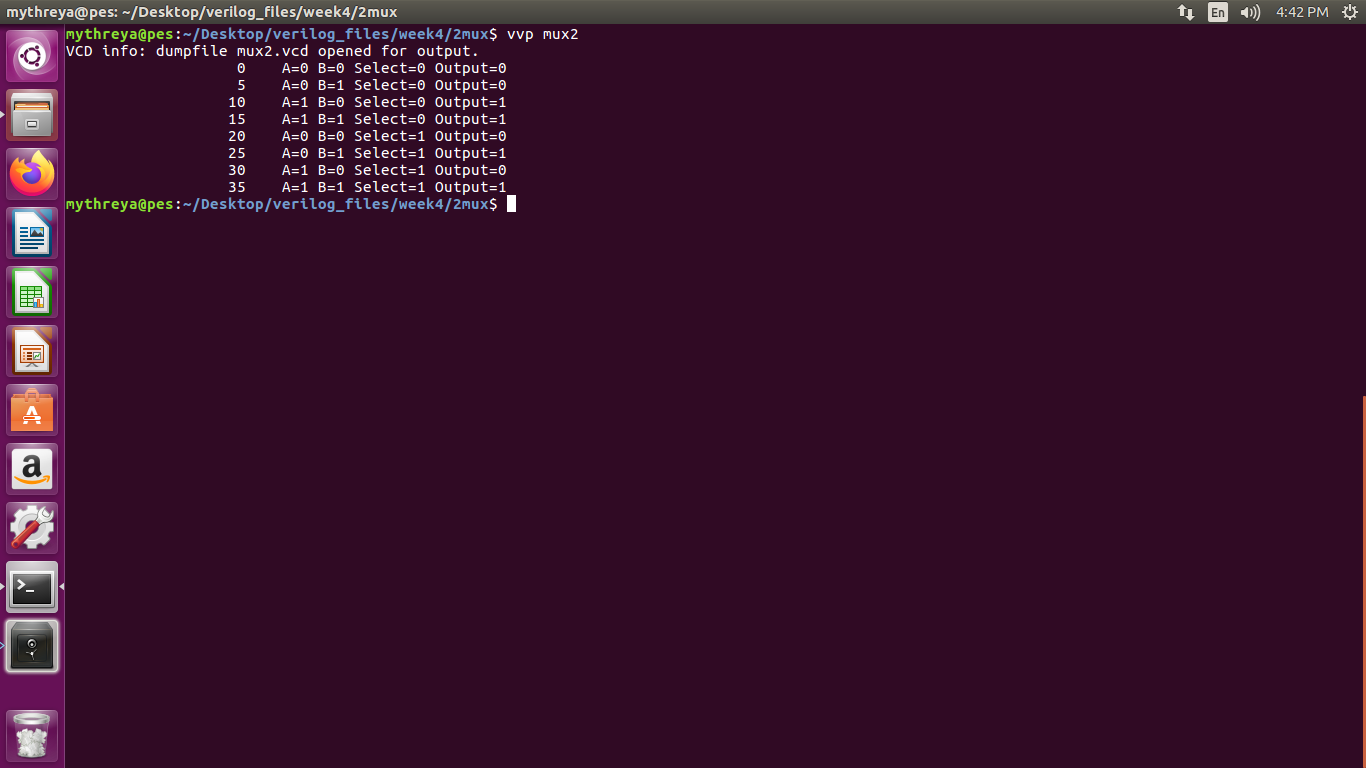 mythreya@pes: ~/Desktop/verilog_files/week4/2mux
En
4:42 PM
mythreya@pes:~/Desktop/verilog_files/week4/2mux$ vvp mux2
VCD info: dumpfile mux2.vcd opened for output.
0 A=0 B=0 Select=0 Output=0
5 A=0 B=1 Select=0 Output=0
10 A=1 B=0 Select=0 Output=1
15 A=1 B=1 Select=0 Output=1
20 A=0 B=0 Select=1 Output=0
25 A=0 B=1 Select=1 Output=1
30 A=1 B=0 Select=1 Output=0
35 A=1 B=1 Select=1 Output=1
mythreya@pes:~/Desktop/verilog_files/week4/2mux$